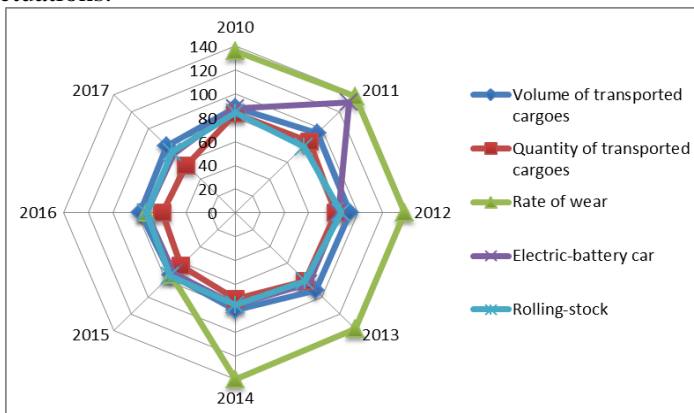 2010
140
120
100
80
60
40
20
0
2017
2011
2016
2012
2015
2013
2014
Volume of transported
cargoes
Quantity of transported
cargoes
Rate of wear
Electric-battery car
Rolling-stock